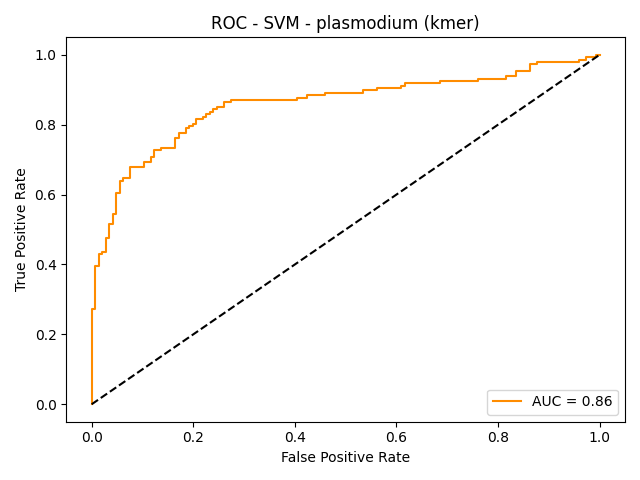 ROC - SVM - plasmodium (kmer)
True Positive Rate
1.0
0.8
0.6
0.4
0.2
0.0
AUC = 0.86
0.0 0.2 0.4 0.6 0.8 1.0
False Positive Rate